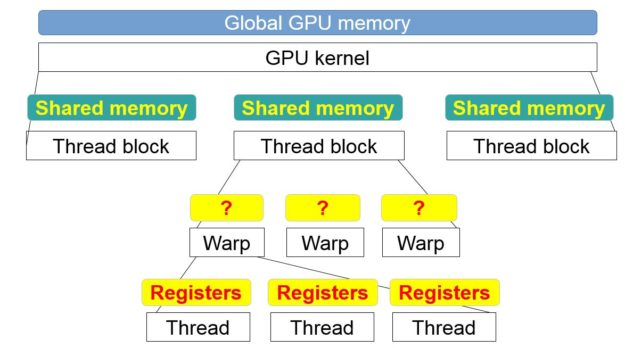 Global GPU memory
GPU kernel
Shared memory Shared memory Shared memory
Thread block Thread block Thread block
? ? ?
Warp Warp Warp
Registers Registers Registers
Thread Thread Thread